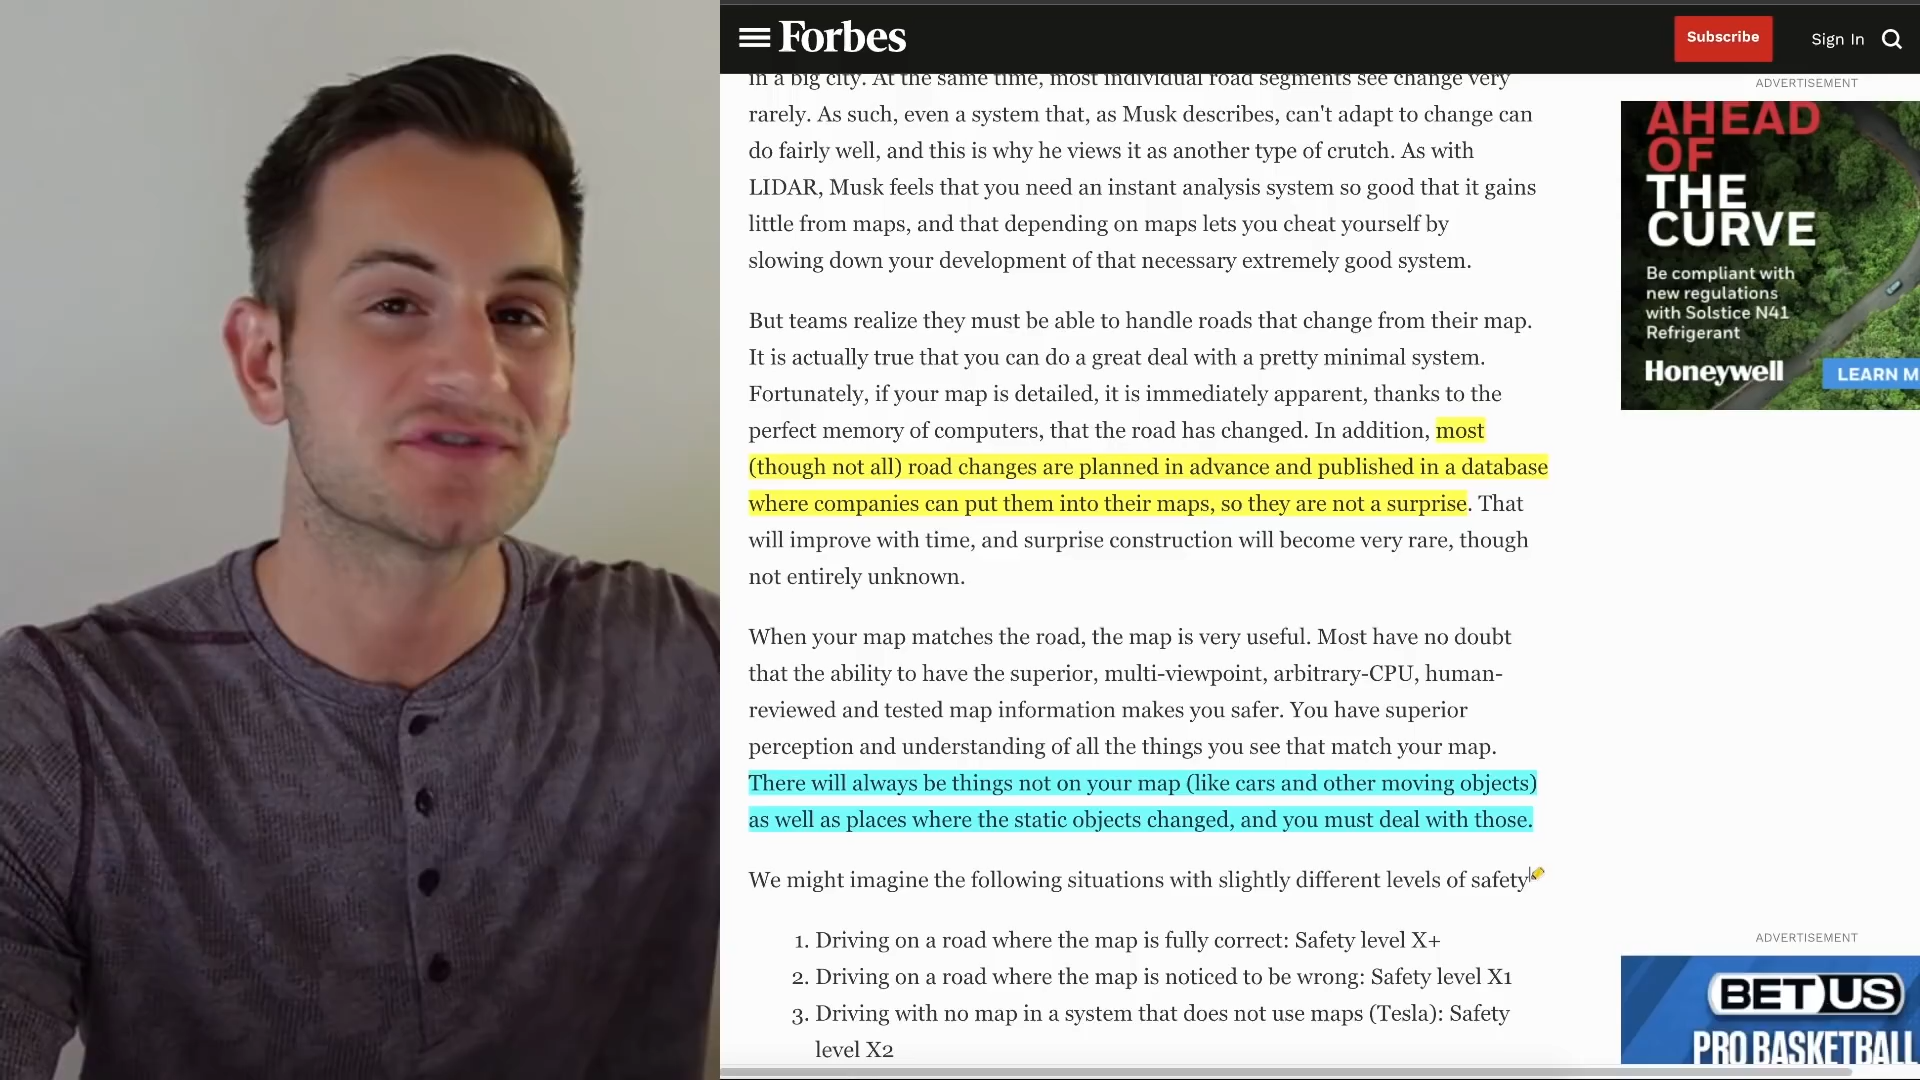 Forbes
Subscribe
Sign In
in a big city. At the same time, most individual road segments see change very
rarely. As such, even a system that, as Musk describes, can't adapt to change can
do fairly well, and this is why he views it as another type of crutch. As with
LIDAR, Musk feels that you need an instant analysis system so good that it gains
little from maps, and that depending on maps lets you cheat yourself by
slowing down your development of that necessary extremely good system.
But teams realize they must be able to handle roads that change from their map.
It is actually true that you can do a great deal with a pretty minimal system.
Fortunately, if your map is detailed, it is immediately apparent, thanks to the
perfect memory of computers, that the road has changed. In addition, most
(though not all) road changes are planned in advance and published in a database
where companies can put them into their maps, so they are not a surprise. That
will improve with time, and surprise construction will become very rare, though
not entirely unknown.
When your map matches the road, the map is very useful. Most have no doubt
that the ability to have the superior, multi-viewpoint, arbitrary-CPU, human-
reviewed and tested map information makes you safer. You have superior
perception and understanding of all the things you see that match your map.
There will always be things not on your map (like cars and other moving objects)
as well as places where the static objects changed, and you must deal with those.
We might imagine the following situations with slightly different levels of safety
1. Driving on a road where the map is fully correct: Safety level X+
2. Driving on a road where the map is noticed to be wrong: Safety level X1
3. Driving with no map in a system that does not use maps (Tesla): Safety
level X2
ADVERTISEMENT
AHEAD
OF
THE
CURVE
Be compliant with
new regulations
with Solstice N41
Refrigerant
Honeywell
LEARN M
ADVERTISEMENT
BET US
PRO BASKETBALL